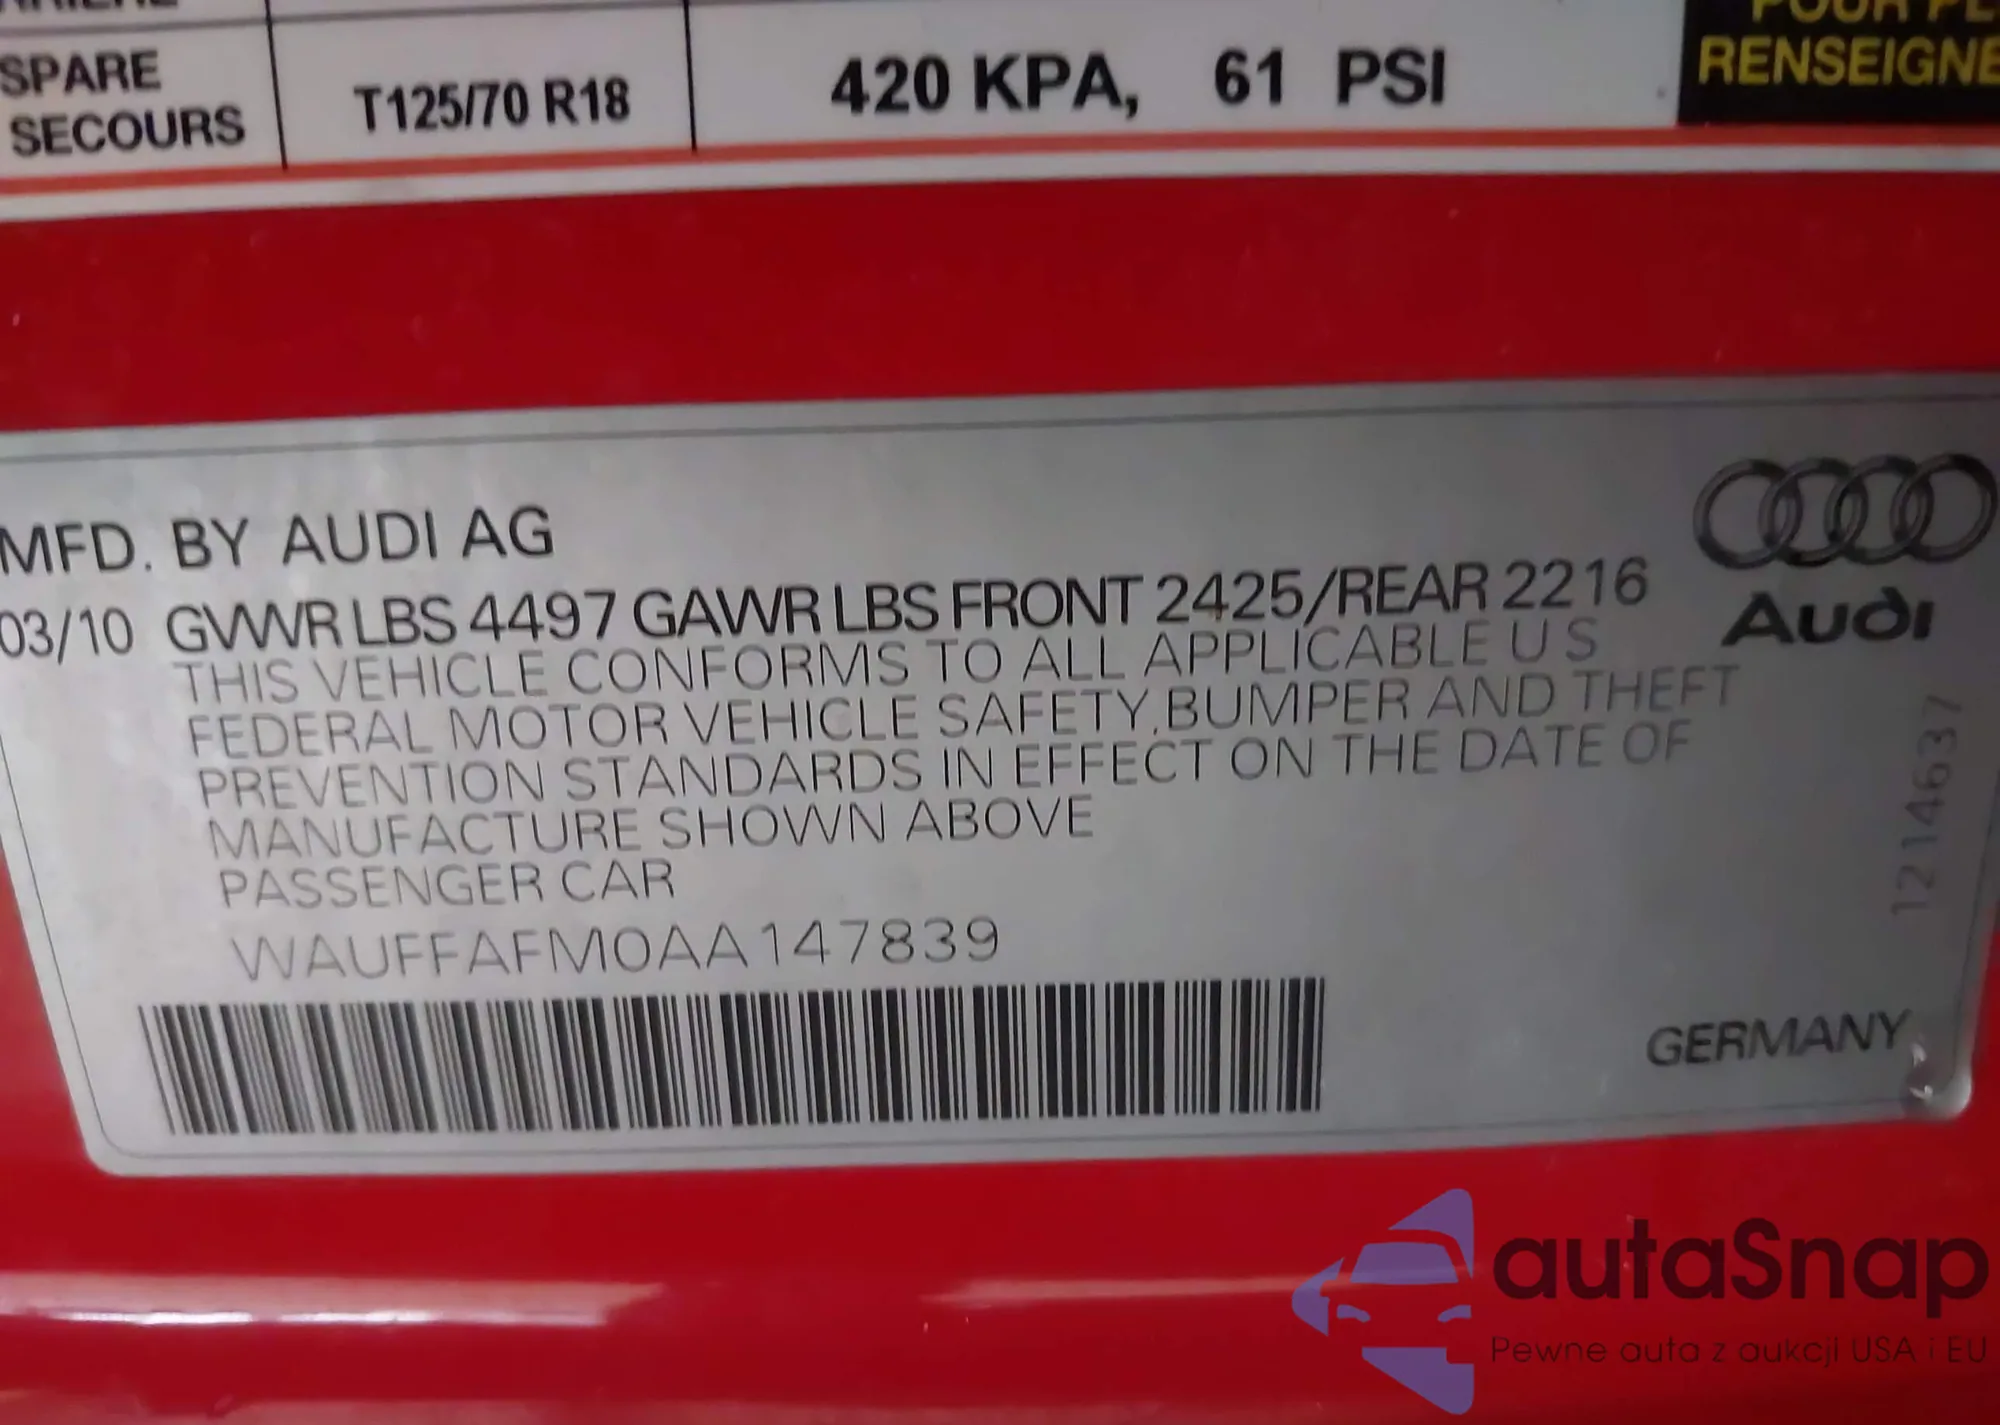 SPARE
SECOURS
T125/70 R18
420 KPA, 61 PSI
RENSEIGNE
MFD. BY AUDI AG
03/10 GVWR LBS 4497 GAWR LBS FRONT 2425/REAR 2216
THIS VEHICLE CONFORMS TO ALL APPLICABLE U S
FEDERAL MOTOR VEHICLE SAFETY,BUMPER AND THEFT
PREVENTION STANDARDS IN EFFECT ON THE DATE OF
MANUFACTURE SHOWN ABOVE
PASSENGER CAR
WAUFFAFM0AA147839
Audi
1214637
GERMANY
autaSnap
Pewne auta z aukcji USA i EU